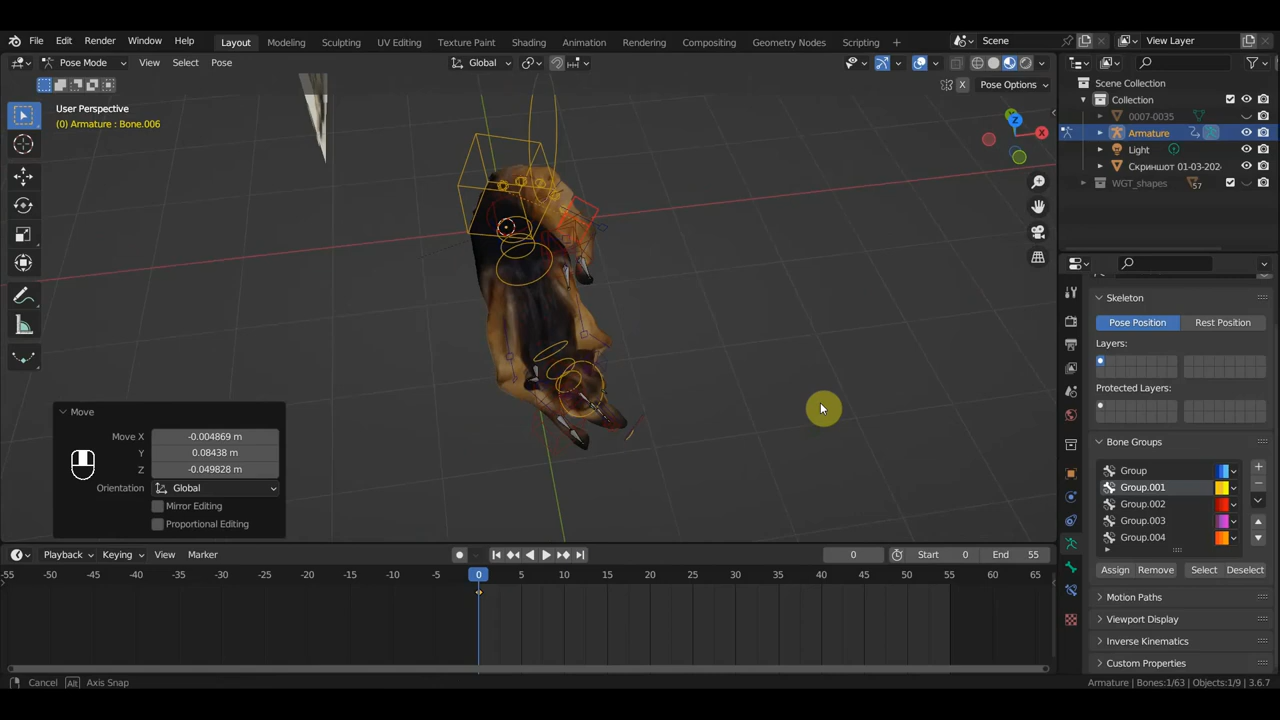 File Edit Render Window Help Layout Modeling Sculpting UV Editing Texture Paint Shading Animation Rendering Compositing Geometry Nodes Scripting + Scene View Layer
Pose Mode View Select Pose Global
X Pose Options
User Perspective
(0) Armature : Bone.006
Scene Collection
Collection
0007-0035
Armature
Light
Скриншот 01-03-202
WGT_shapes 57
X Y Z
Skeleton
Pose Position Rest Position
Layers:
Protected Layers:
Bone Groups
Group
Group.001
Group.002
Group.003
Group.004
Assign Remove Select Deselect
Motion Paths
Viewport Display
Inverse Kinematics
Custom Properties
Move
Move X -0.004869 m
Y 0.08438 m
Z -0.049828 m
Orientation Global
Mirror Editing
Proportional Editing
Playback Keying View Marker 0 Start 0 End 55
-55 -50 -45 -40 -35 -30 -25 -20 -15 -10 -5 0 5 10 15 20 25 30 35 40 45 50 55 60 65
Cancel Alt Axis Snap Armature | Bones:1/63 | Objects:1/9 | 3.6.7